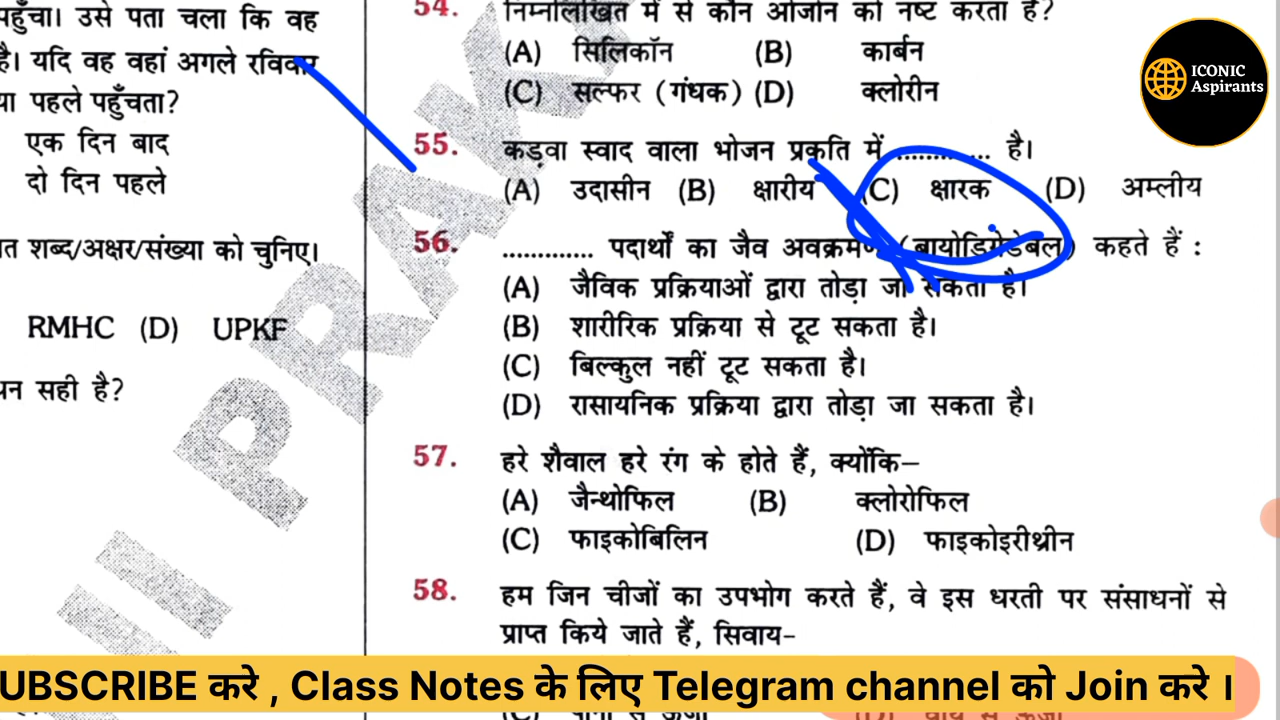 पहुँचा। उसे पता चला कि वह
है। यदि वह वहां अगले रविवार
या पहले पहुँचता?
एक दिन बाद
दो दिन पहले
शब्द/अक्षर/संख्या को चुनिए।
RMHC (D) UPKF
सही है?
54. निम्नलिखित में से कौन ओजोन को नष्ट करता है?
(A) सिलिकॉन (B) कार्बन
(C) सल्फर (गंधक) (D) क्लोरीन
55. कड़वा स्वाद वाला भोजन प्रकृति में ............ है।
(A) उदासीन (B) क्षारीय (C) क्षारक (D) अम्लीय
56. ............. पदार्थों का जैव अवक्रमण (बायोडिग्रेडेबल) कहते हैं :
(A) जैविक प्रक्रियाओं द्वारा तोड़ा जा सकता है।
(B) शारीरिक प्रक्रिया से टूट सकता है।
(C) बिल्कुल नहीं टूट सकता है।
(D) रासायनिक प्रक्रिया द्वारा तोड़ा जा सकता है।
57. हरे शैवाल हरे रंग के होते हैं, क्योंकि–
(A) जैन्थोफिल (B) क्लोरोफिल
(C) फाइकोबिलिन (D) फाइकोइरीथ्रीन
58. हम जिन चीजों का उपभोग करते हैं, वे इस धरती पर संसाधनों से
प्राप्त किये जाते हैं, सिवाय–
ICONIC
Aspirants
UBSCRIBE करे , Class Notes के लिए Telegram channel को Join करे ।